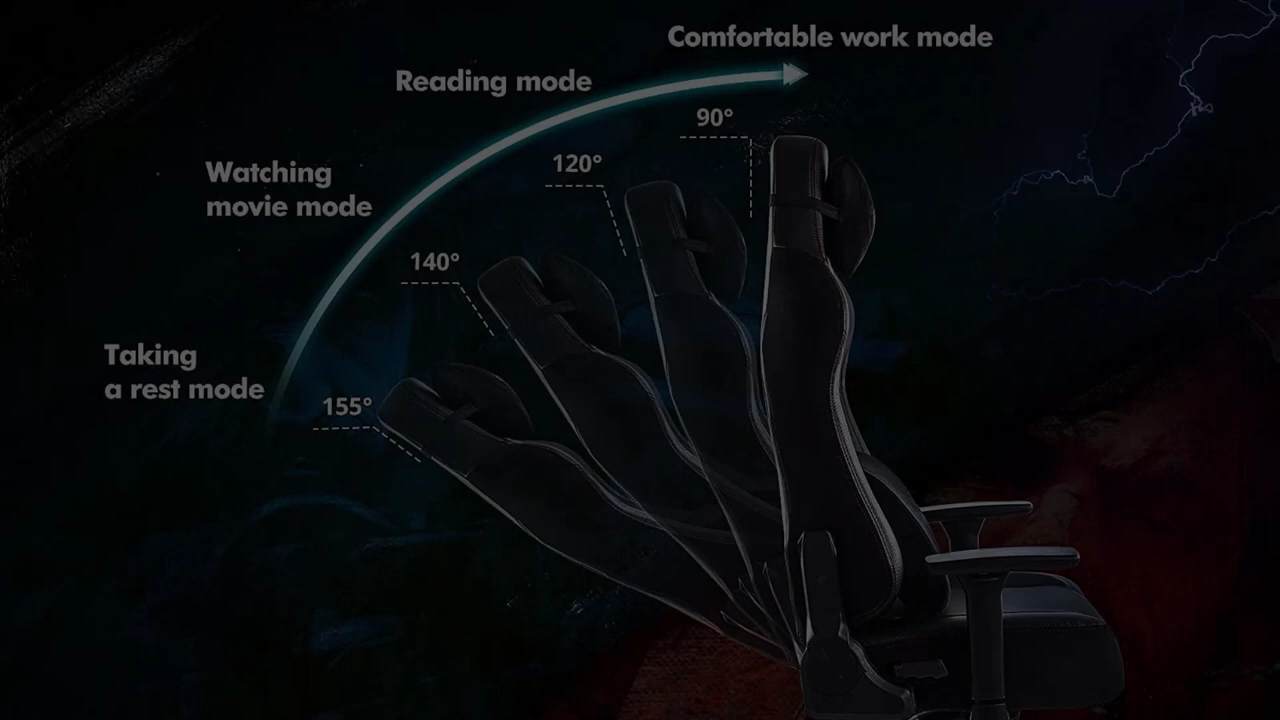 Comfortable work mode
Reading mode
90°
120°
Watching
movie mode
140°
Taking
a rest mode
155°